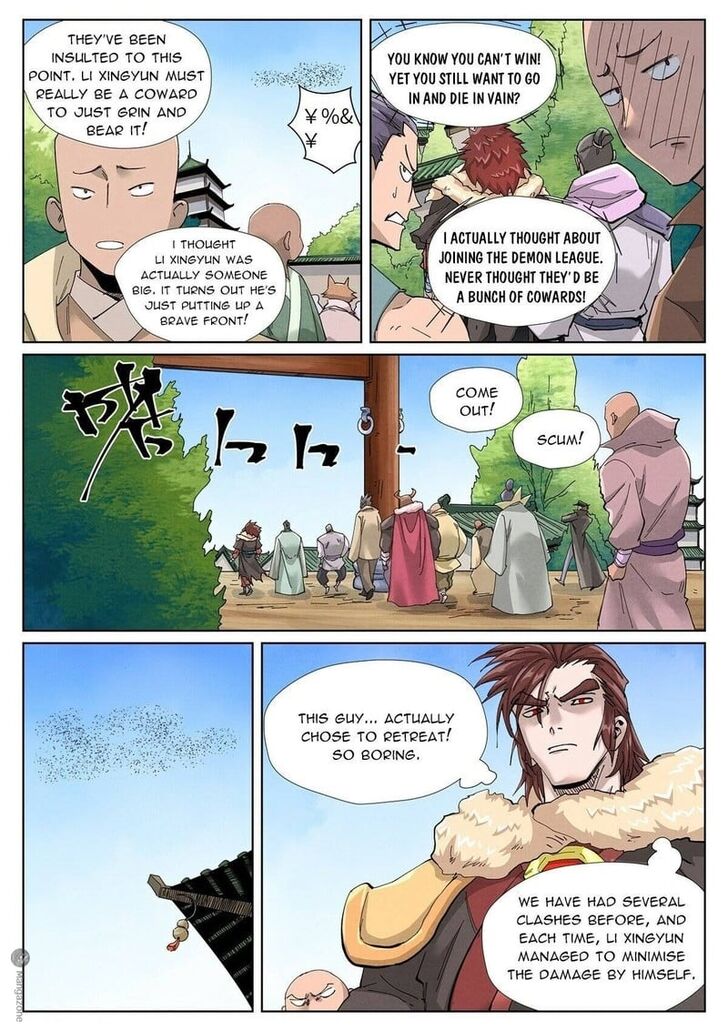 THEY'VE BEEN
INSULTED TO THIS
POINT. LI XINGYUN MUST
REALLY BE A COWARD
TO JUST GRIN AND
BEAR IT!
¥%&
¥
I THOUGHT
LI XINGYUN WAS
ACTUALLY SOMEONE
BIG. IT TURNS OUT HE'S
JUST PUTTING UP A
BRAVE FRONT!
YOU KNOW YOU CAN'T WIN!
YET YOU STILL WANT TO GO
IN AND DIE IN VAIN?
I ACTUALLY THOUGHT ABOUT
JOINING THE DEMON LEAGUE.
NEVER THOUGHT THEY'D BE
A BUNCH OF COWARDS!
COME
OUT!
SCUM!
THIS GUY... ACTUALLY
CHOSE TO RETREAT!
SO BORING.
WE HAVE HAD SEVERAL
CLASHES BEFORE, AND
EACH TIME, LI XINGYUN
MANAGED TO MINIMISE
THE DAMAGE BY HIMSELF.
Mangazone